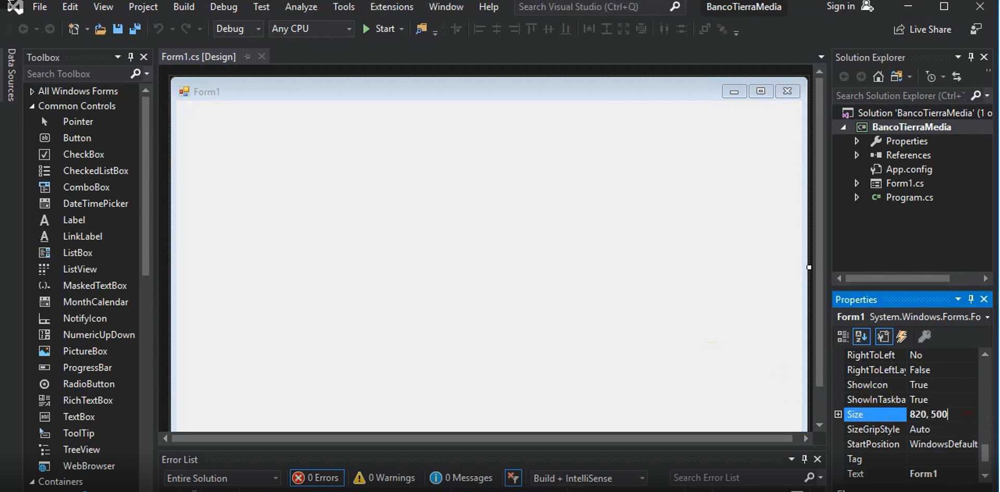 File Edit View Project Build Debug Test Analyze Tools Extensions Window Help Search Visual Studio (Ctrl+Q) BancoTierraMedia Sign in
Debug Any CPU Start Live Share
Data Sources
Toolbox
Search Toolbox
All Windows Forms
Common Controls
Pointer
Button
CheckBox
CheckedListBox
ComboBox
DateTimePicker
Label
LinkLabel
ListBox
ListView
MaskedTextBox
MonthCalendar
NotifyIcon
NumericUpDown
PictureBox
ProgressBar
RadioButton
RichTextBox
TextBox
ToolTip
TreeView
WebBrowser
Containers
Form1.cs [Design]
Form1
Error List
Entire Solution 0 Errors 0 Warnings 0 Messages Build + IntelliSense Search Error List
Solution Explorer
Search Solution Explorer (Ctrl+
Solution 'BancoTierraMedia' (1 o
BancoTierraMedia
Properties
References
App.config
Form1.cs
Program.cs
Properties
Form1 System.Windows.Forms.Fo
RightToLeft No
RightToLeftLay False
ShowIcon True
ShowInTaskba True
Size 820, 500
SizeGripStyle Auto
StartPosition WindowsDefault
Tag
Text Form1